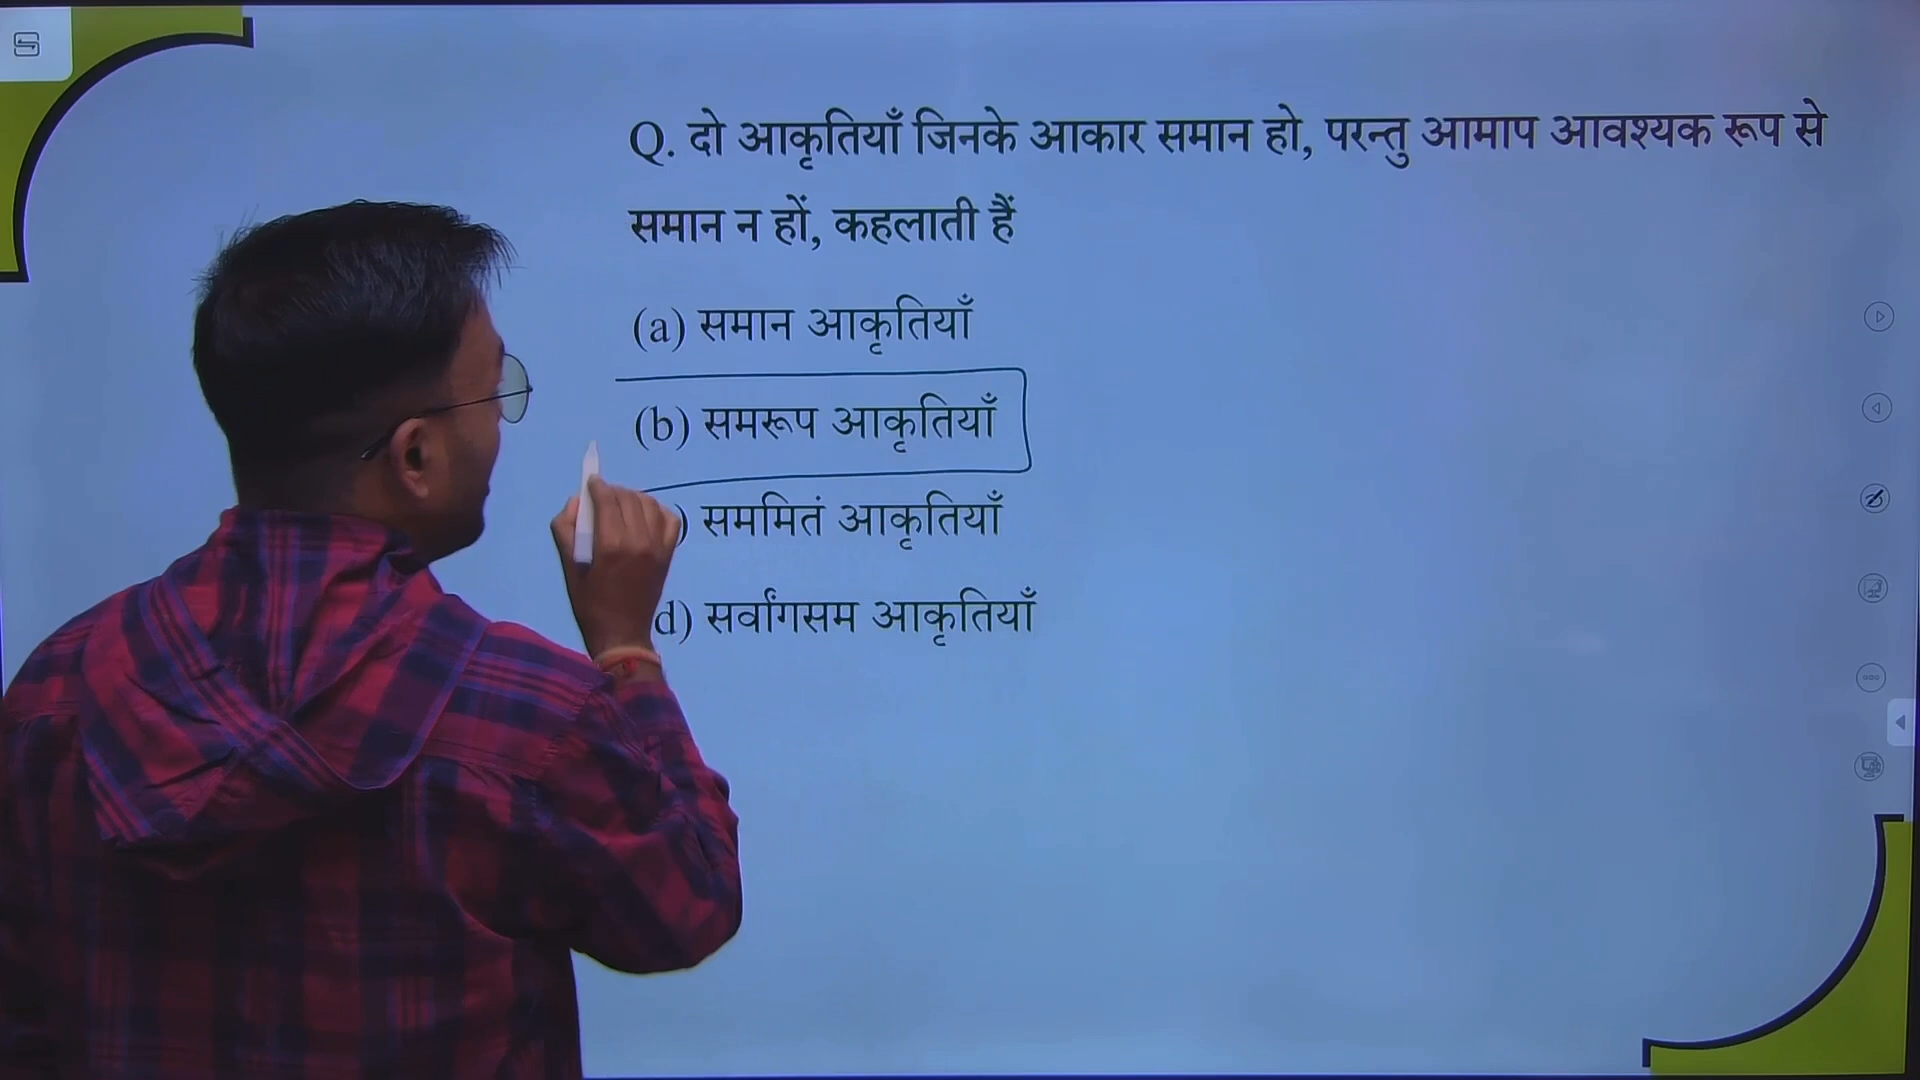 Q. दो आकृतियाँ जिनके आकार समान हो, परन्तु आमाप आवश्यक रूप से
समान न हों, कहलाती हैं
(a) समान आकृतियाँ
(b) समरूप आकृतियाँ
) सममितं आकृतियाँ
d) सर्वांगसम आकृतियाँ